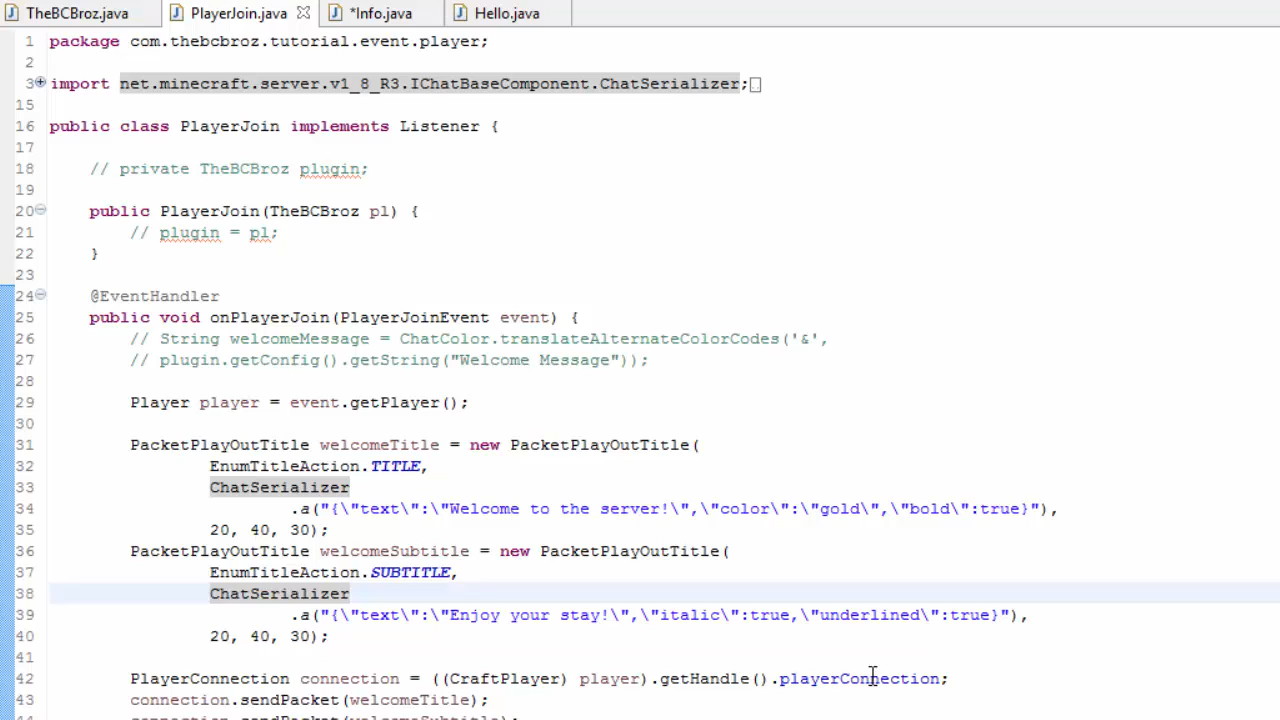 TheBCBroz.java PlayerJoin.java *Info.java Hello.java
1 package com.thebcbroz.tutorial.event.player;
2
3 import net.minecraft.server.v1_8_R3.IChatBaseComponent.ChatSerializer;
15
16 public class PlayerJoin implements Listener {
17
18 // private TheBCBroz plugin;
19
20 public PlayerJoin(TheBCBroz pl) {
21 // plugin = pl;
22 }
23
24 @EventHandler
25 public void onPlayerJoin(PlayerJoinEvent event) {
26 // String welcomeMessage = ChatColor.translateAlternateColorCodes('&',
27 // plugin.getConfig().getString("Welcome Message"));
28
29 Player player = event.getPlayer();
30
31 PacketPlayOutTitle welcomeTitle = new PacketPlayOutTitle(
32 EnumTitleAction.TITLE,
33 ChatSerializer
34 .a("{\"text\":\"Welcome to the server!\",\"color\":\"gold\",\"bold\":true}"),
35 20, 40, 30);
36 PacketPlayOutTitle welcomeSubtitle = new PacketPlayOutTitle(
37 EnumTitleAction.SUBTITLE,
38 ChatSerializer
39 .a("{\"text\":\"Enjoy your stay!\",\"italic\":true,\"underlined\":true}"),
40 20, 40, 30);
41
42 PlayerConnection connection = ((CraftPlayer) player).getHandle().playerConnection;
43 connection.sendPacket(welcomeTitle);
44 connection.sendPacket(welcomeSubtitle);